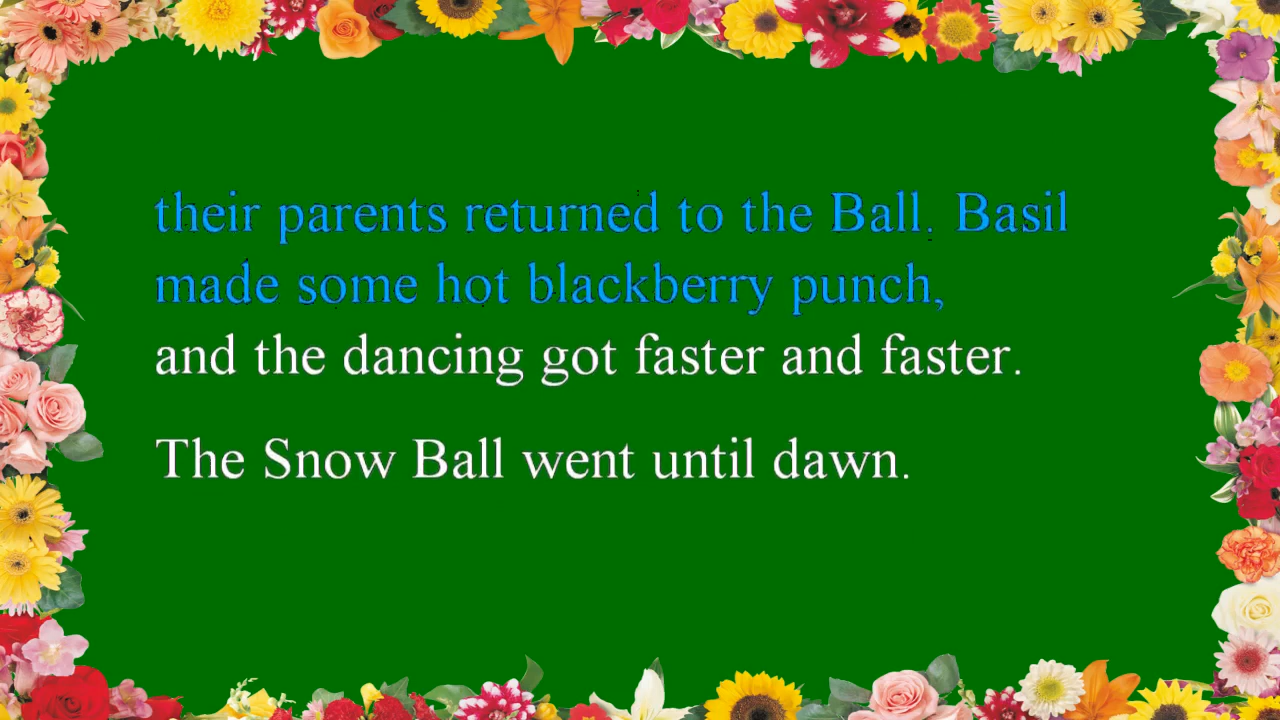 their parents returned to the Ball. Basil
made some hot blackberry punch,
and the dancing got faster and faster.
The Snow Ball went until dawn.